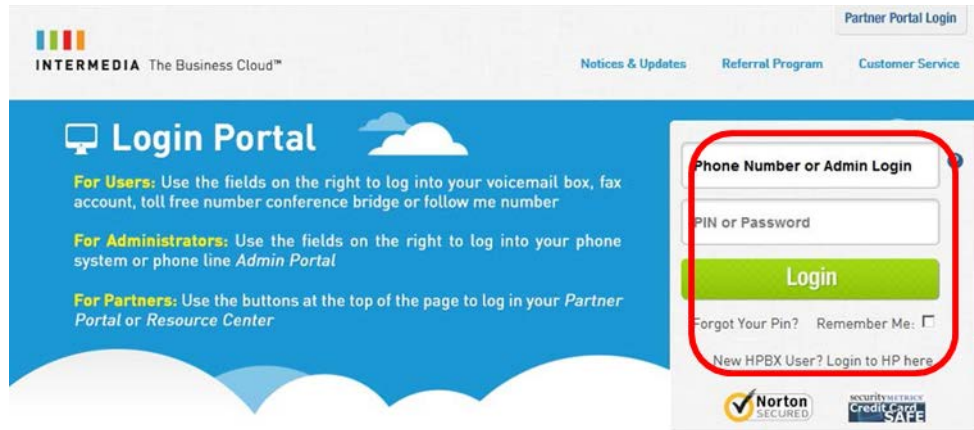 Partner Portal Login
INTERMEDIA The Business Cloud™
Notices & Updates Referral Program Customer Service
Login Portal
For Users: Use the fields on the right to log into your voicemail box, fax
account, toll free number conference bridge or follow me number
For Administrators: Use the fields on the right to log into your phone
system or phone line Admin Portal
For Partners: Use the buttons at the top of the page to log in your Partner
Portal or Resource Center
Phone Number or Admin Login
PIN or Password
Login
Forgot Your Pin? Remember Me:
New HPBX User? Login to HP here
Norton
SECURED
securityMETRICS
Credit Card
SAFE